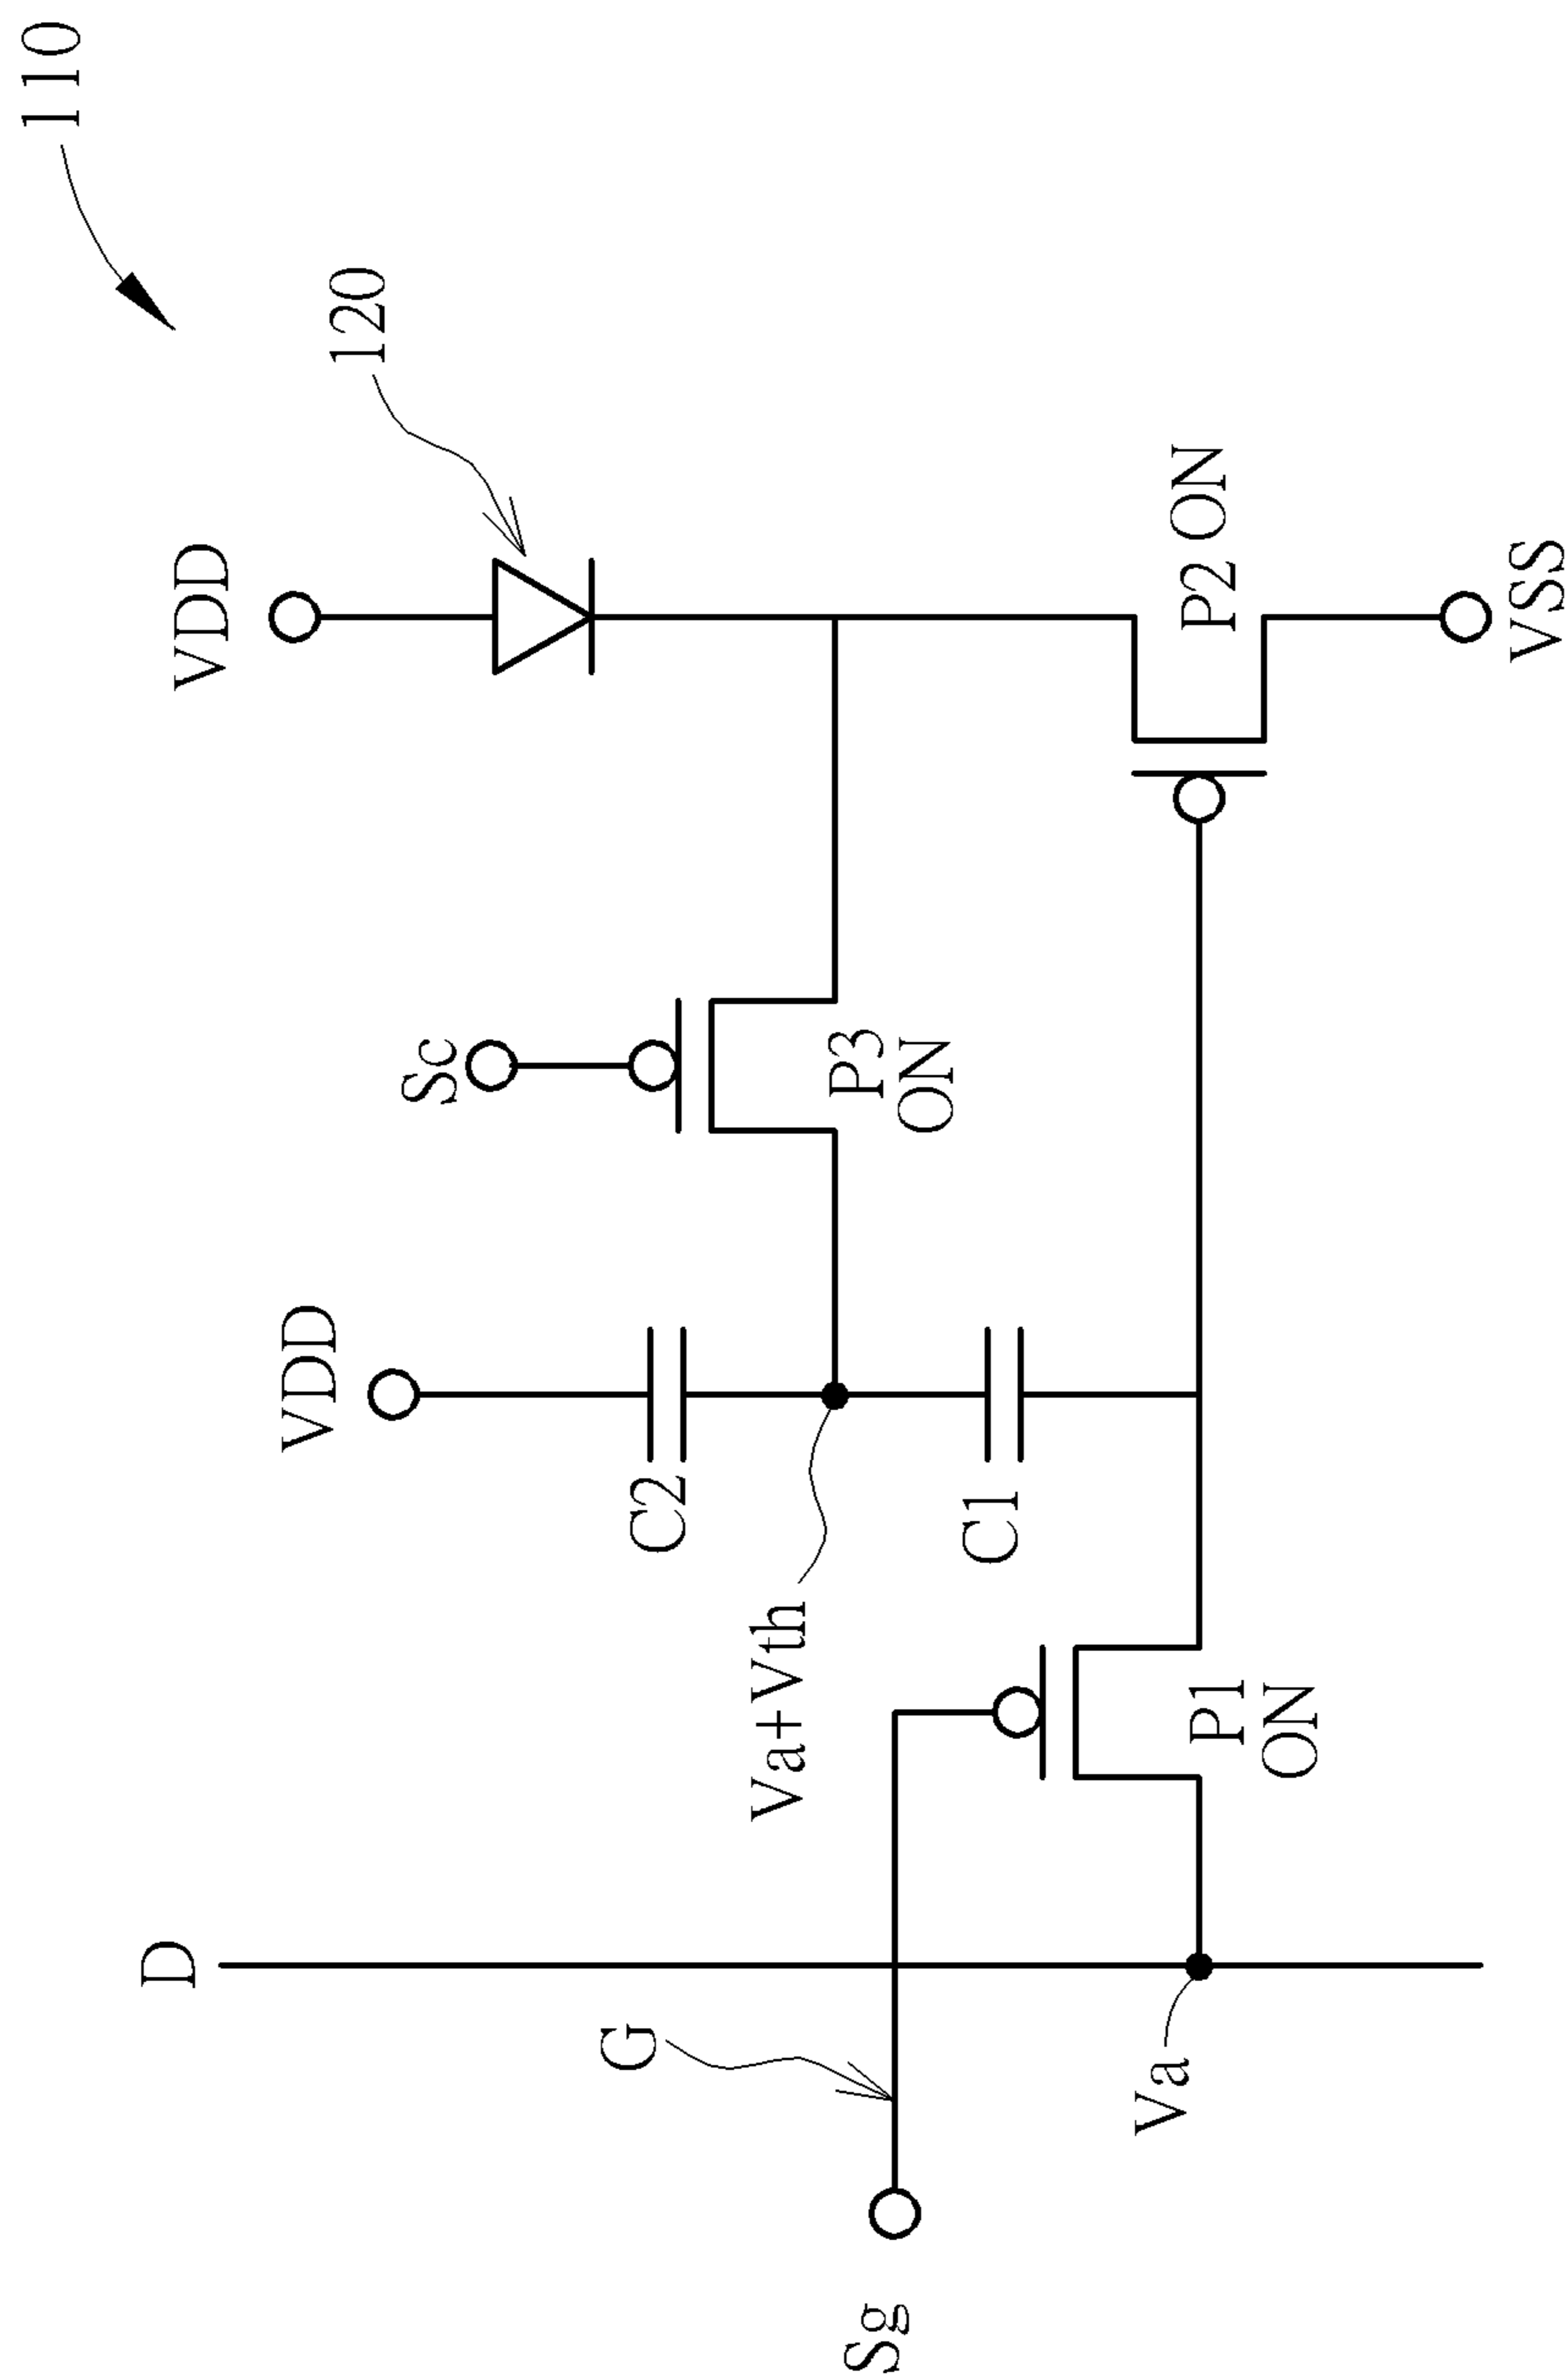 110
120
VDD
VDD
Sc
C2
P3
ON
Va+Vth
C1
P2 ON
VSS
D
G
Sg
P1
ON
Va